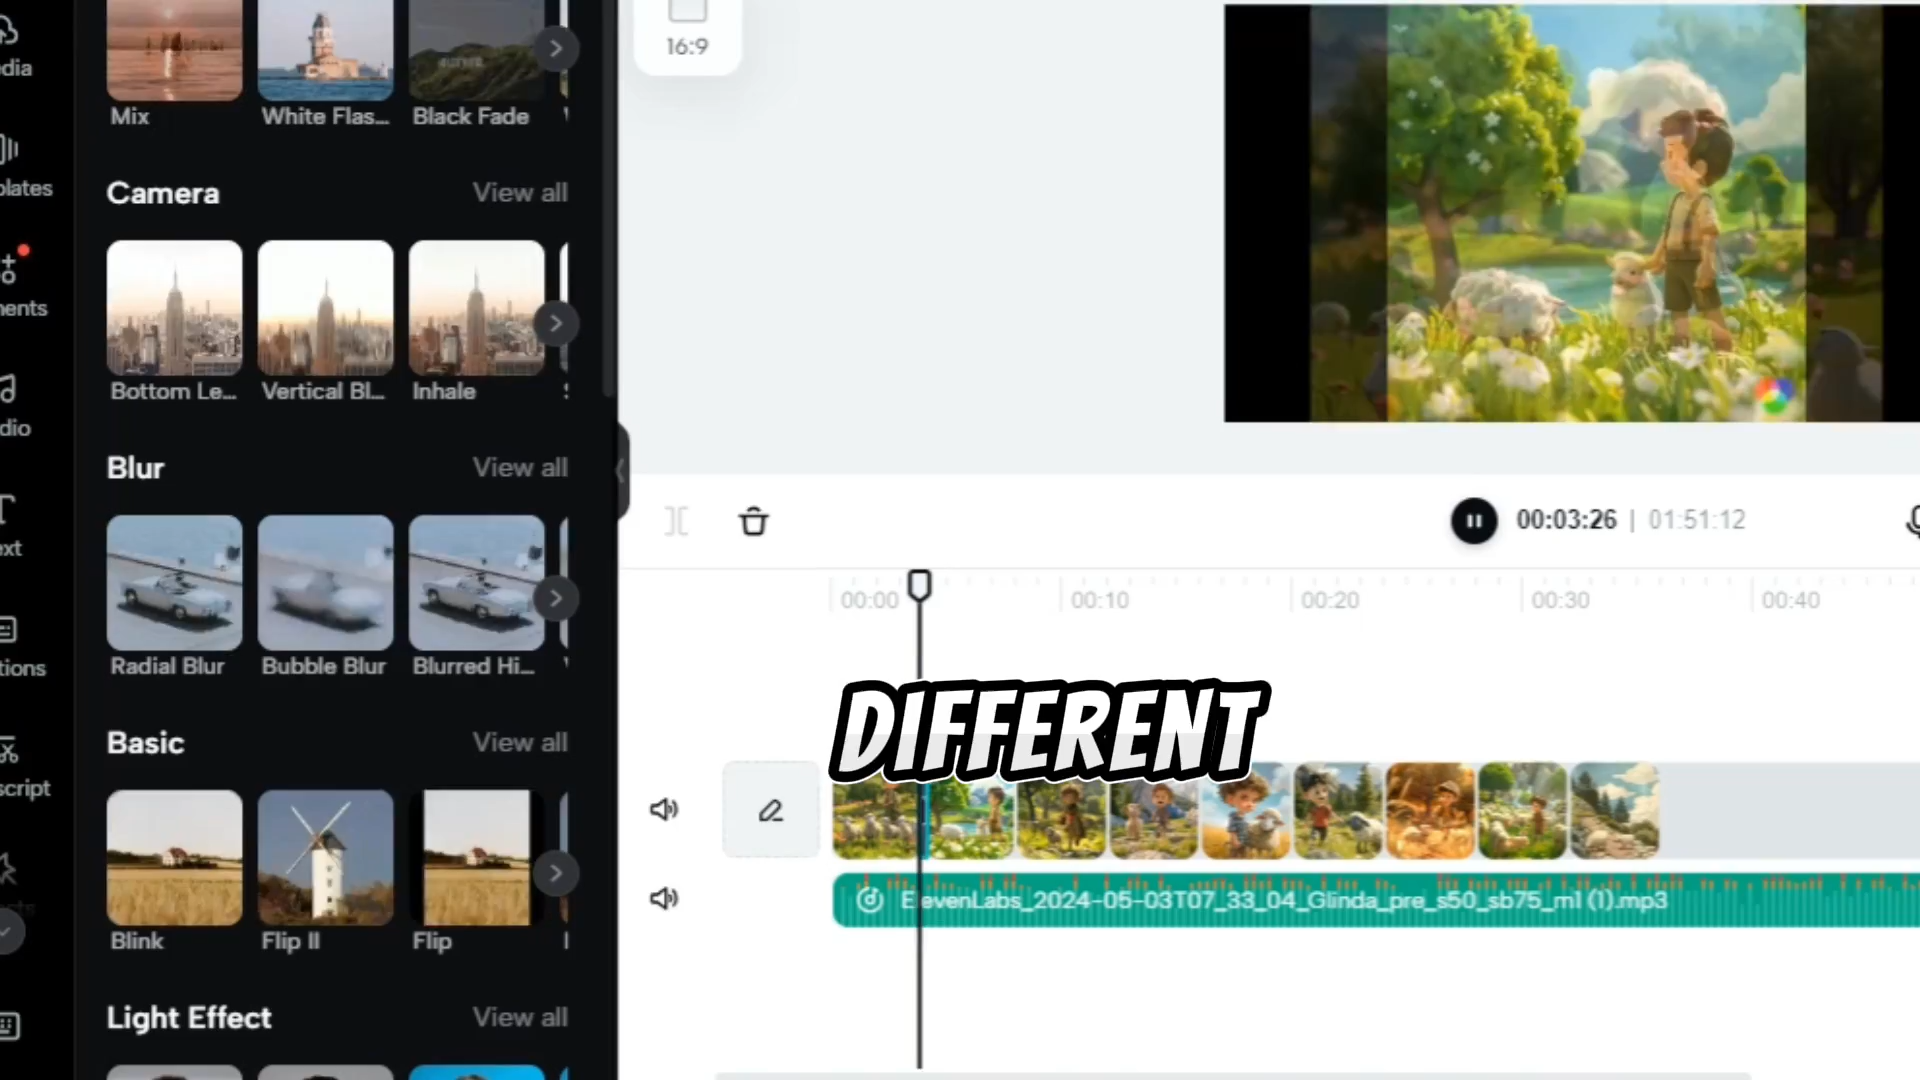 dia
plates
nents
dio
ext
tions
script
Mix
White Flas...
Black Fade
Camera
View all
Bottom Le...
Vertical Bl...
Inhale
Blur
View all
Radial Blur
Bubble Blur
Blurred Hi...
Basic
View all
Blink
Flip II
Flip
Light Effect
View all
16:9
00:03:26 | 01:51:12
00:00
00:10
00:20
00:30
00:40
DIFFERENT
ElevenLabs_2024-05-03T07_33_04_Glinda_pre_s50_sb75_m1 (1).mp3